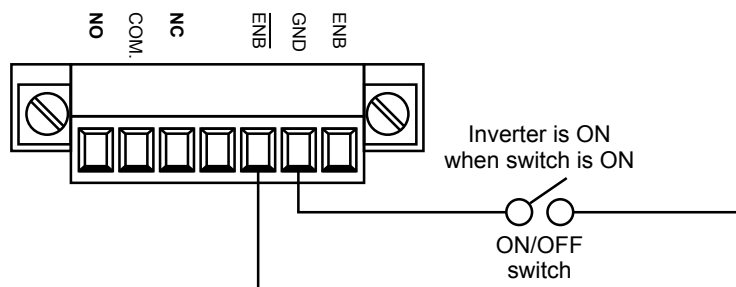 NO
COM.
NC
ENB
GND
ENB
Inverter is ON
when switch is ON
ON/OFF
switch